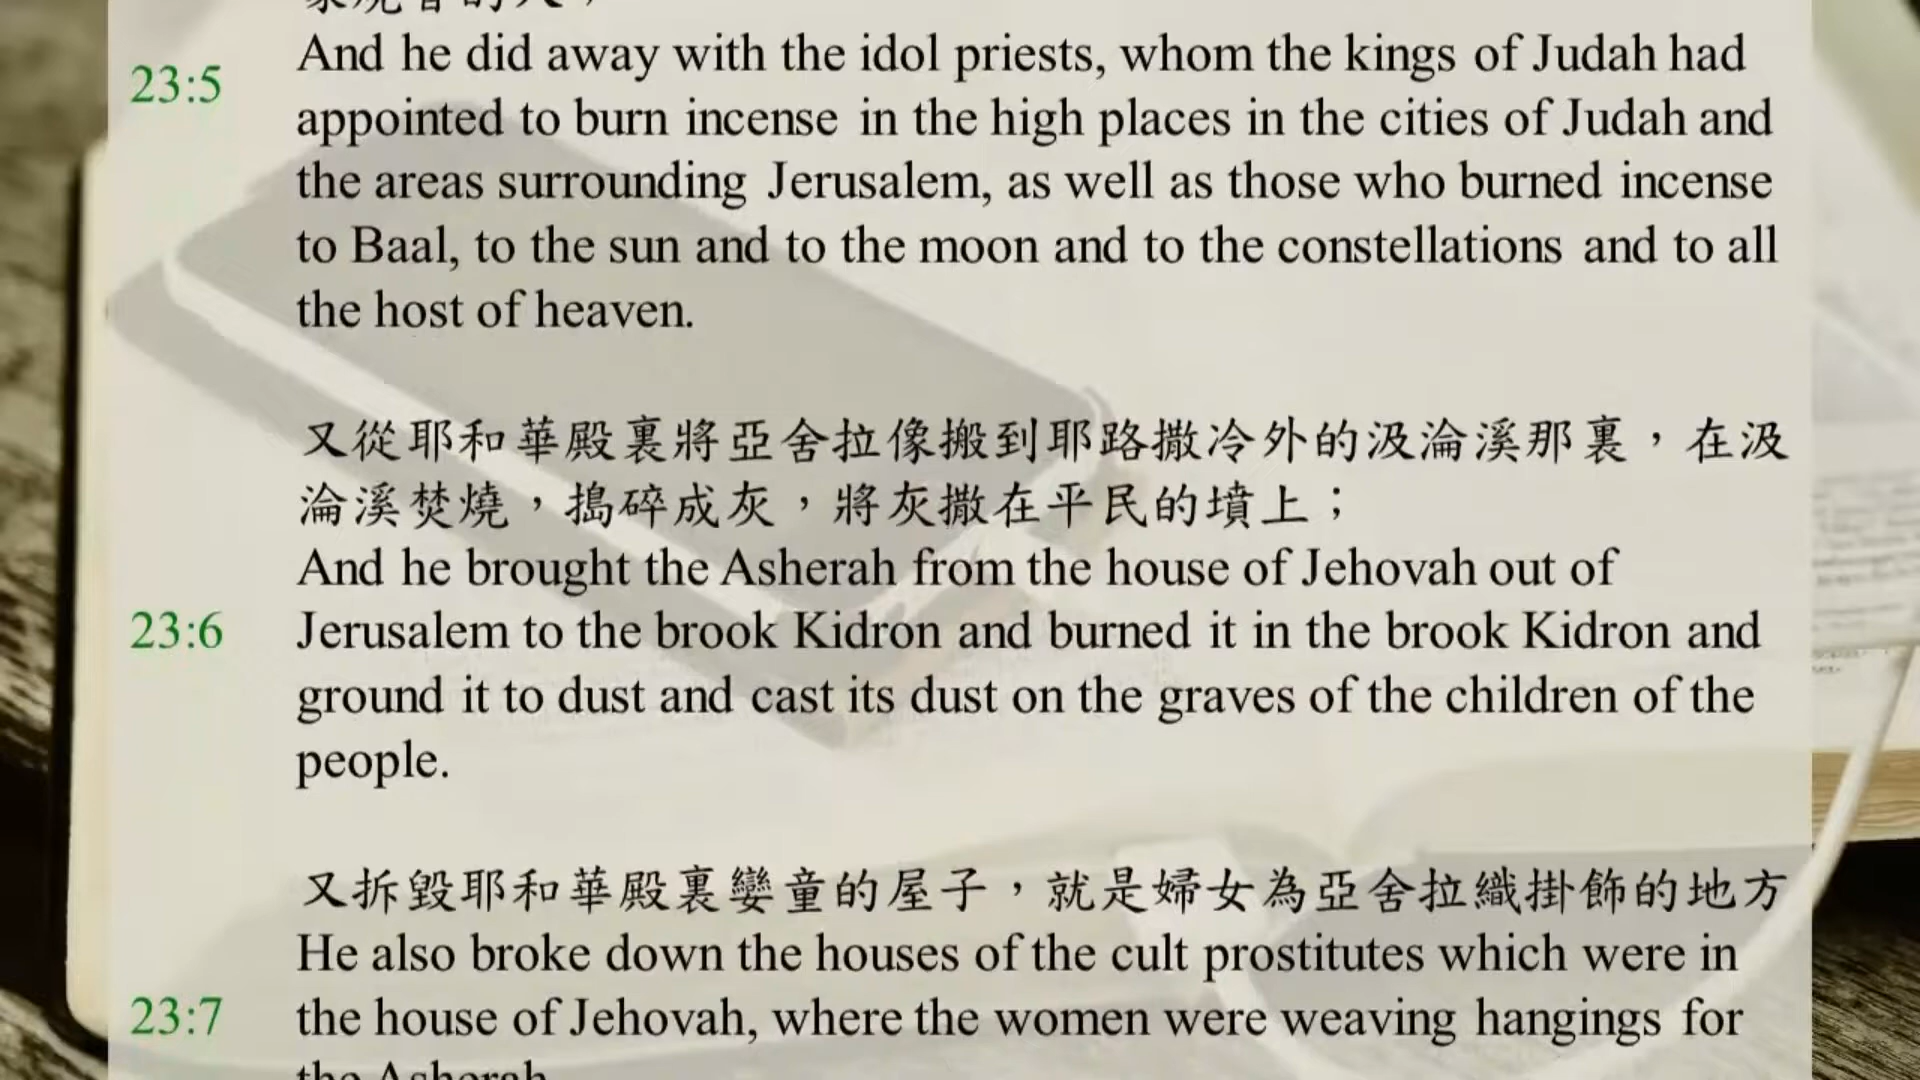 And he did away with the idol priests, whom the kings of Judah had
23:5
appointed to burn incense in the high places in the cities of Judah and
the areas surrounding Jerusalem, as well as those who burned incense
to Baal, to the sun and to the moon and to the constellations and to all
the host of heaven.
又從耶和華殿裏將亞舍拉像搬到耶路撒冷外的汲淪溪那裏，在汲
淪溪焚燒，搗碎成灰，將灰撒在平民的墳上；
And he brought the Asherah from the house of Jehovah out of
23:6
Jerusalem to the brook Kidron and burned it in the brook Kidron and
ground it to dust and cast its dust on the graves of the children of the
people.
又拆毀耶和華殿裏孌童的屋子，就是婦女為亞舍拉織掛飾的地方
He also broke down the houses of the cult prostitutes which were in
23:7
the house of Jehovah, where the women were weaving hangings for
the Asherah